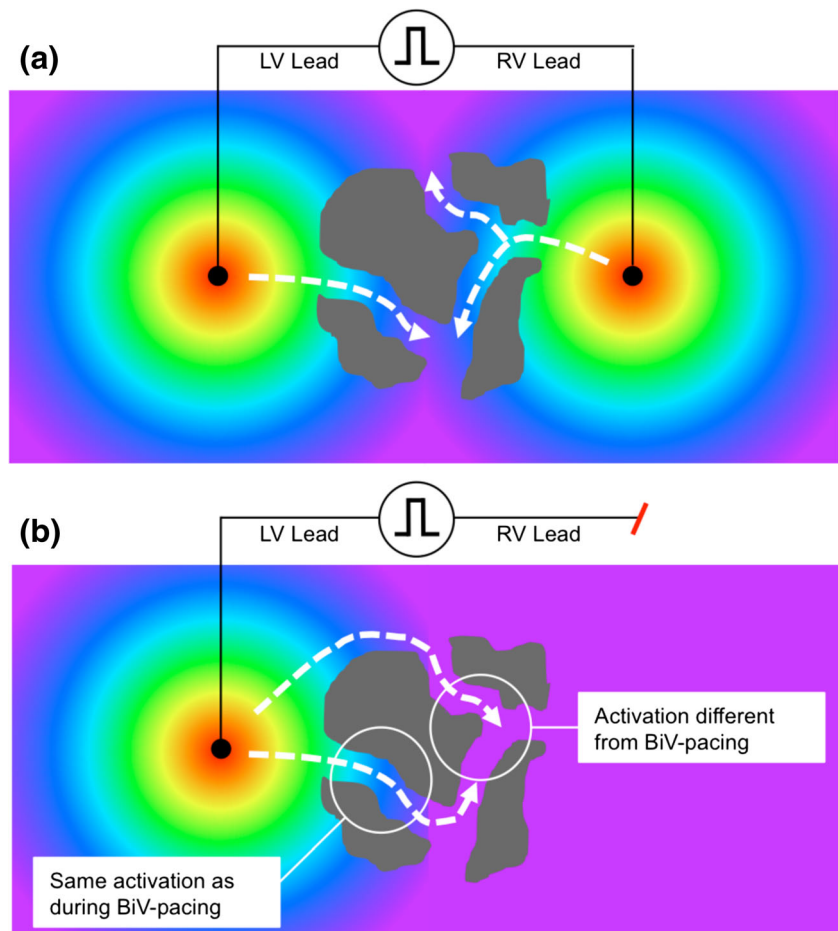 (a)
LV Lead
RV Lead
(b)
LV Lead
RV Lead
Activation different
from BiV-pacing
Same activation as
during BiV-pacing